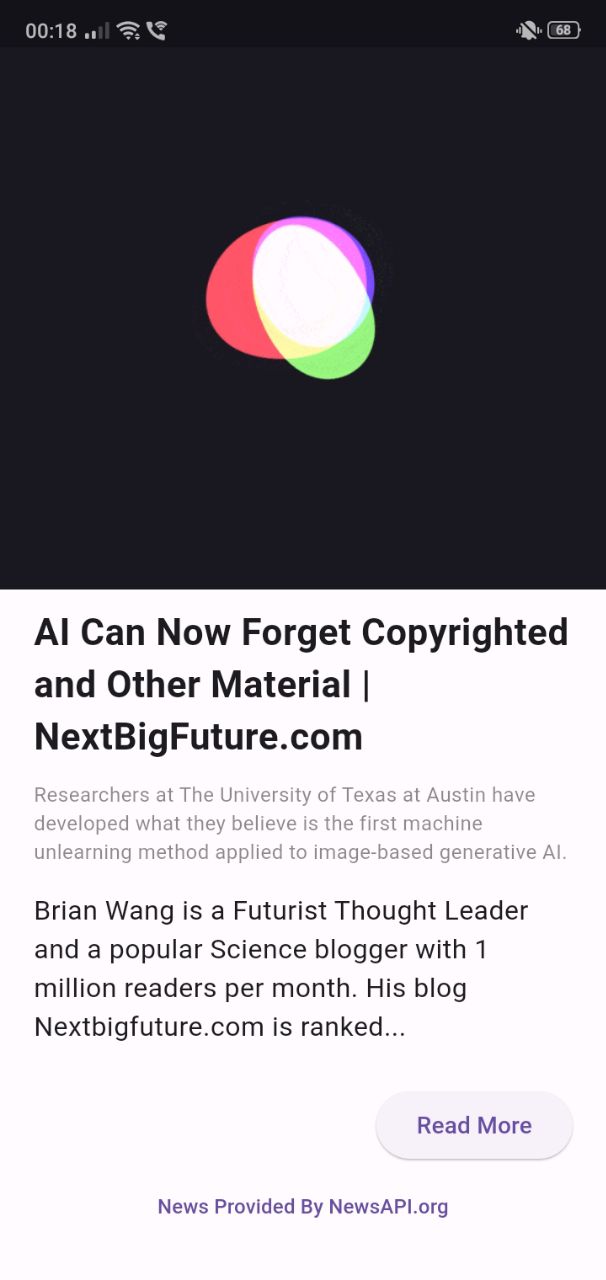 00:18
68
AI Can Now Forget Copyrighted
and Other Material |
NextBigFuture.com
Researchers at The University of Texas at Austin have
developed what they believe is the first machine
unlearning method applied to image-based generative AI.
Brian Wang is a Futurist Thought Leader
and a popular Science blogger with 1
million readers per month. His blog
Nextbigfuture.com is ranked...
Read More
News Provided By NewsAPI.org